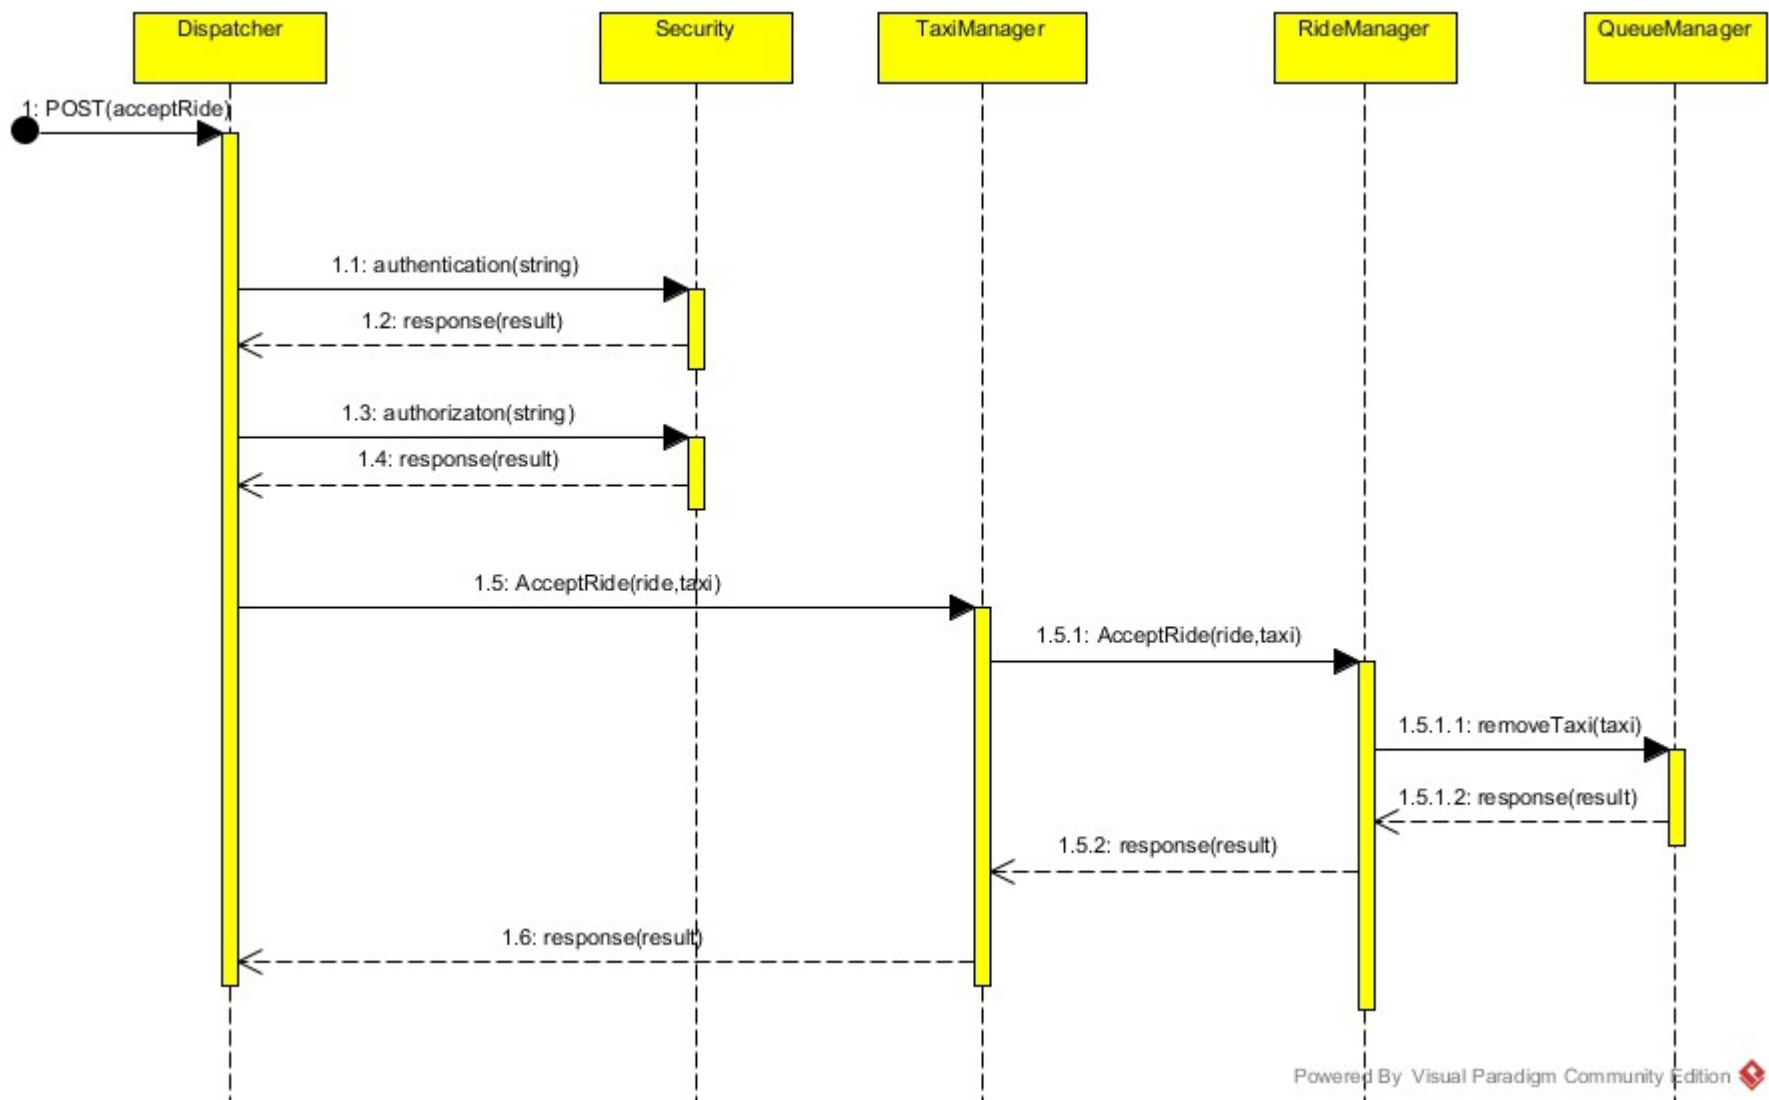 Dispatcher
Security
TaxiManager
RideManager
QueueManager
1: POST(acceptRide)
1.1: authentication(string)
1.2: response(result)
1.3: authorizaton(string)
1.4: response(result)
1.5: AcceptRide(ride,taxi)
1.5.1: AcceptRide(ride,taxi)
1.5.1.1: removeTaxi(taxi)
1.5.1.2: response(result)
1.5.2: response(result)
1.6: response(result)
Powered By Visual Paradigm Community Edition